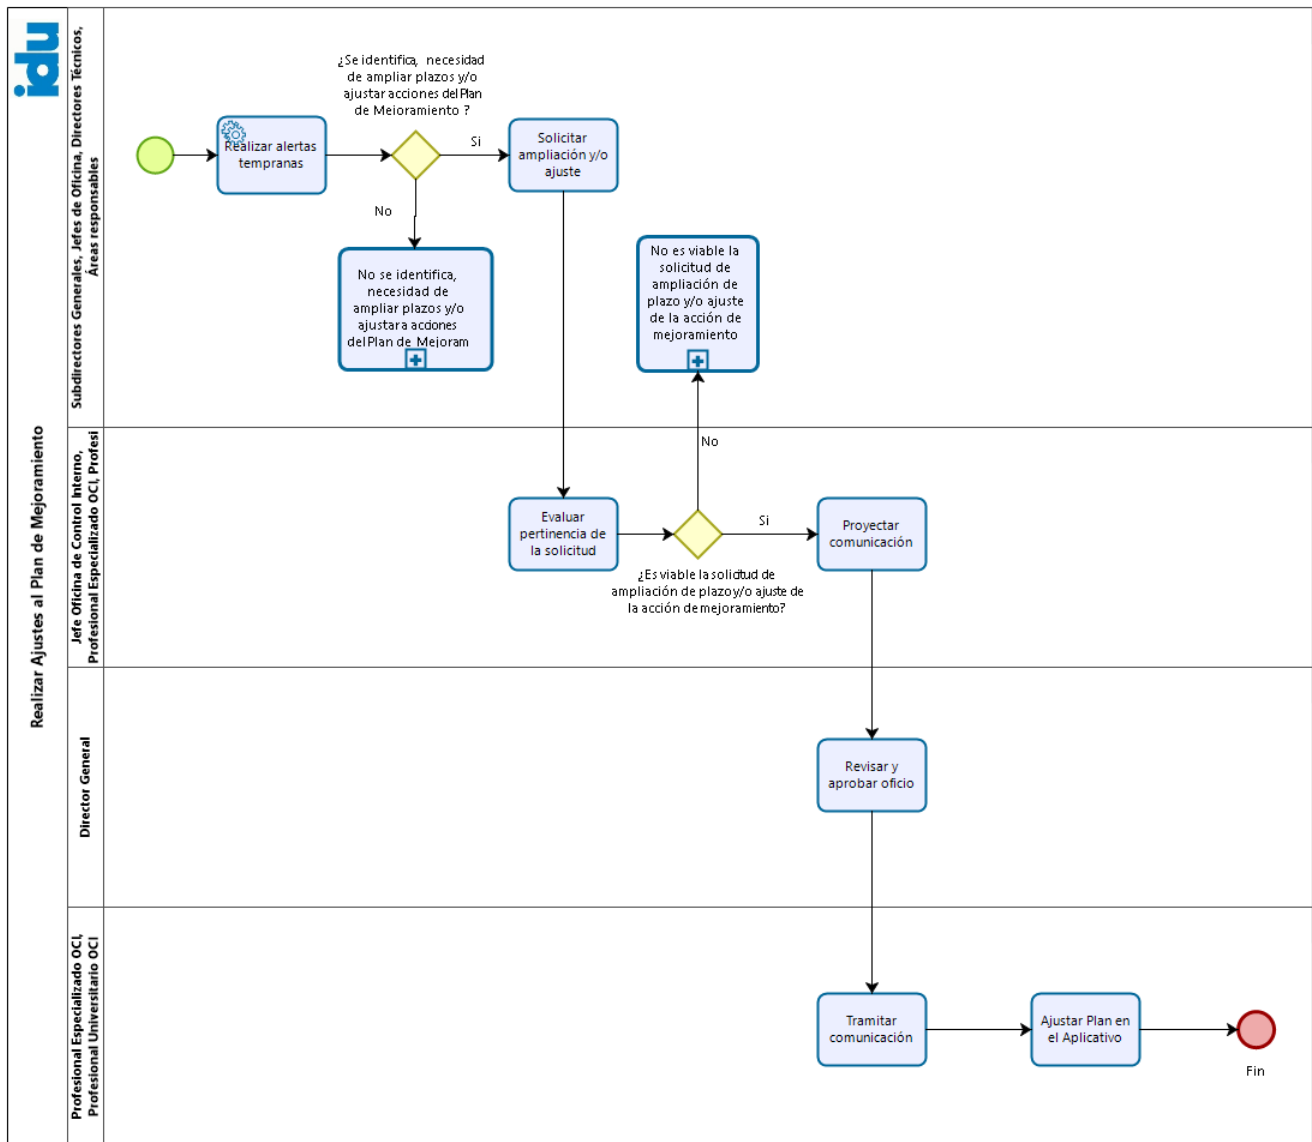 idu
Realizar Ajustes al Plan de Mejoramiento
Subdirectores Generales, Jefes de Oficina, Directores Técnicos,
Áreas responsables
¿Se identifica, necesidad
de ampliar plazos y/o
ajustar acciones del Plan
de Mejoramiento ?
Realizar alertas
tempranas
Si
Solicitar
ampliación y/o
ajuste
No
No se identifica,
necesidad de
ampliar plazos y/o
ajustar a acciones
del Plan de Mejoram
No es viable la
solicitud de
ampliación de
plazo y/o ajuste
de la acción de
mejoramiento
Jefe Oficina de Control Interno,
Profesional Especializado OCI, Profesi
No
Evaluar
pertinencia de
la solicitud
Si
Proyectar
comunicación
¿Es viable la solicitud de
ampliación de plazo y/o ajuste de
la acción de mejoramiento?
Director General
Revisar y
aprobar oficio
Profesional Especializado OCI,
Profesional Universitario OCI
Tramitar
comunicación
Ajustar Plan en
el Aplicativo
Fin